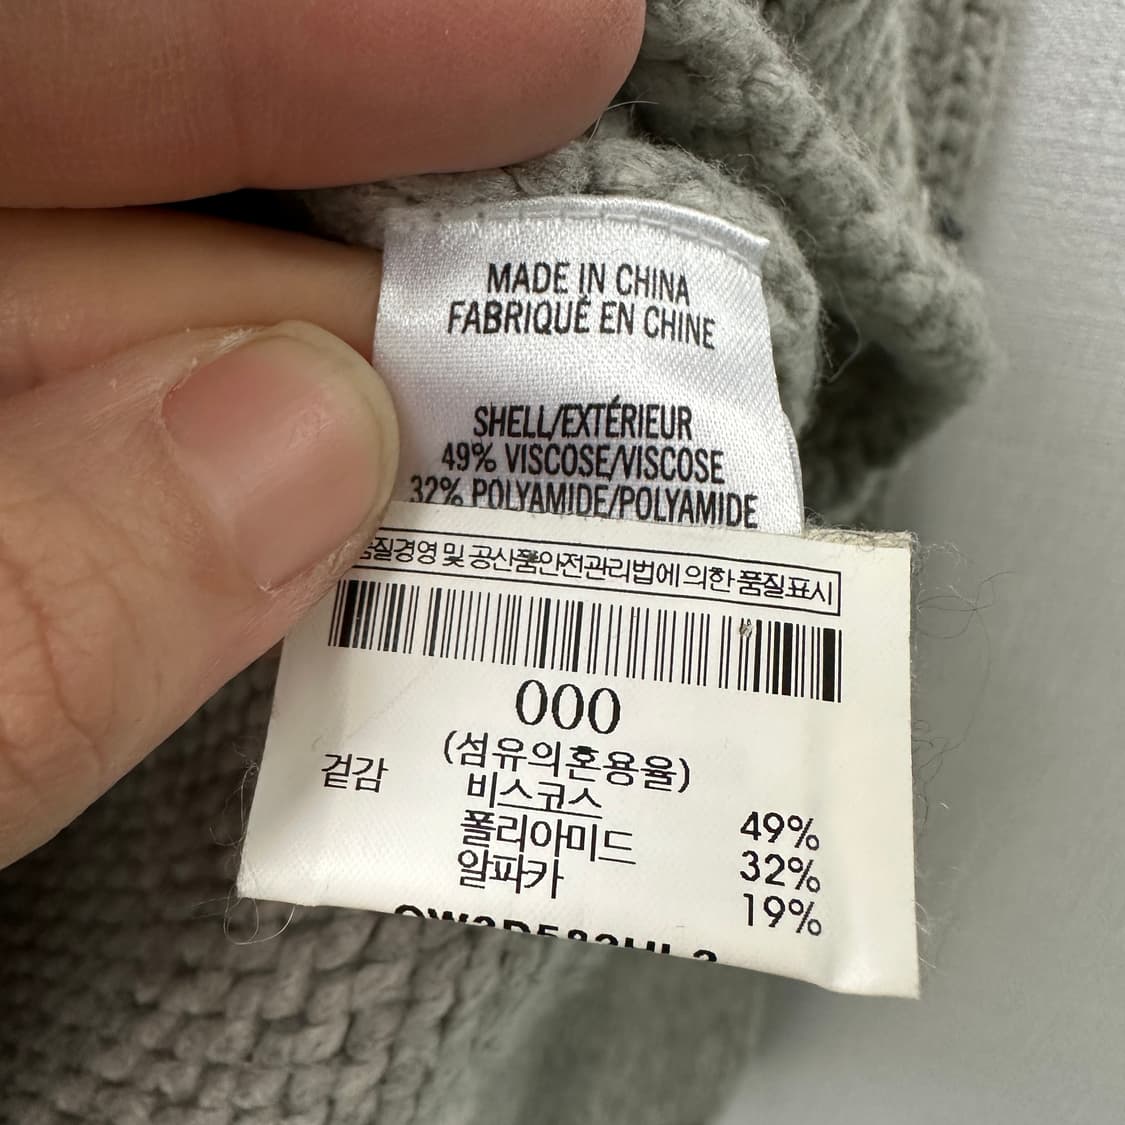 MADE IN CHINA
FABRIQUÉ EN CHINE
SHELL/EXTÉRIEUR
49% VISCOSE/VISCOSE
32% POLYAMIDE/POLYAMIDE
품질경영 및 공산품안전관리법에 의한 품질표시
000
(섬유의혼용율)
겉감 비스코스 49%
폴리아미드 32%
알파카 19%